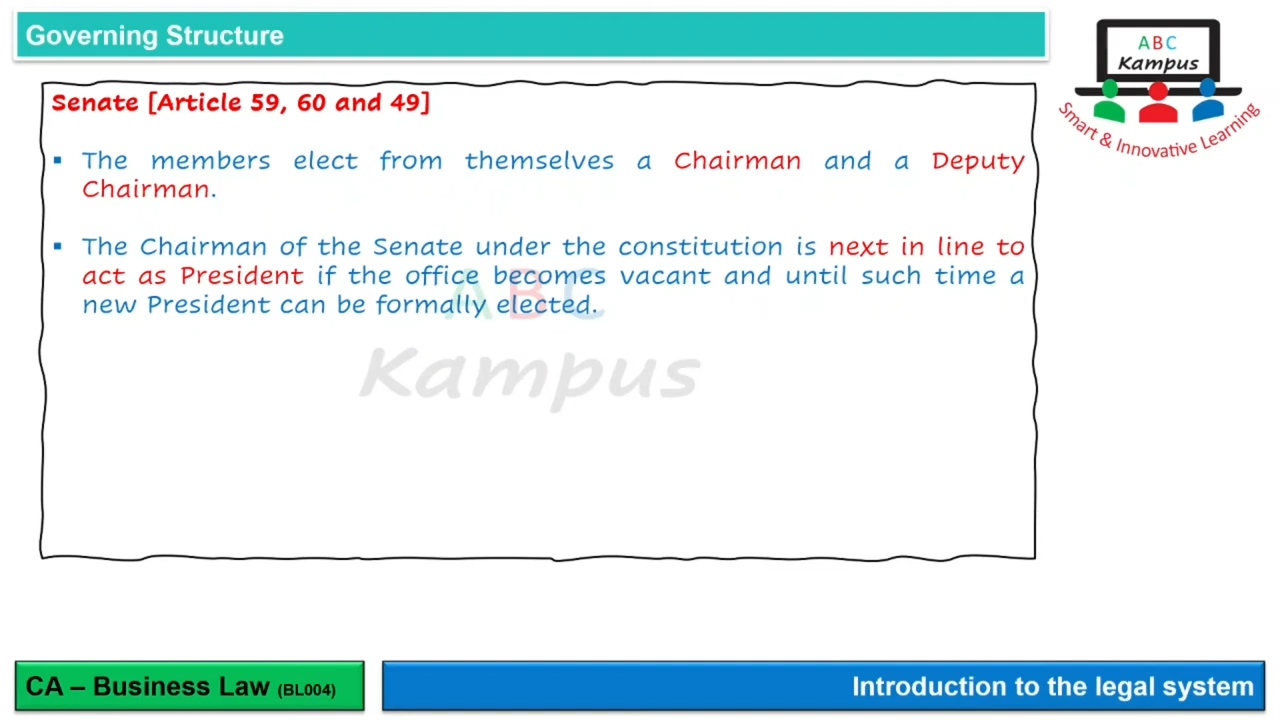 Governing Structure
ABC
Kampus
Smart & Innovative Learning
Senate [Article 59, 60 and 49]
▪ The members elect from themselves a Chairman and a Deputy
Chairman.
▪ The Chairman of the Senate under the constitution is next in line to
act as President if the office becomes vacant and until such time a
new President can be formally elected.
ABC
Kampus
CA – Business Law (BL004)
Introduction to the legal system